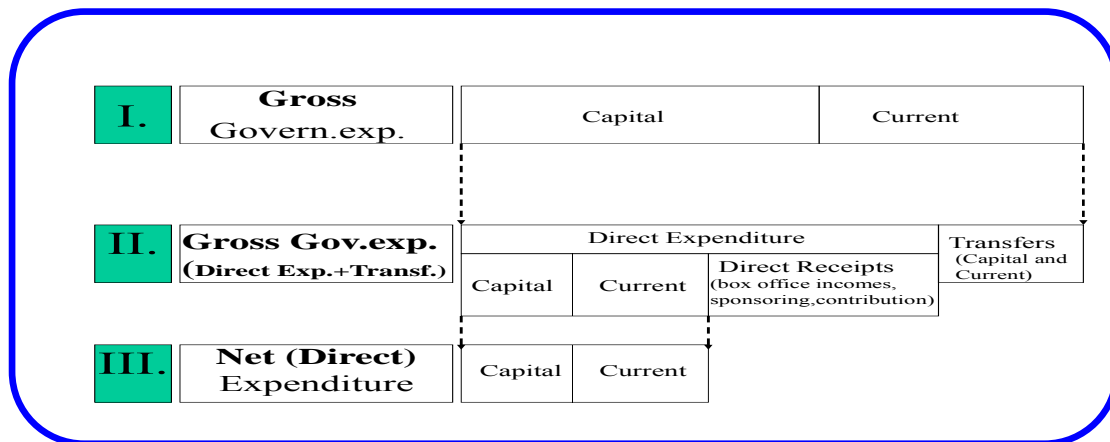 I.
Gross
Govern.exp.
Capital
Current
II.
Gross Gov.exp.
(Direct Exp.+Transf.)
Direct Expenditure
Capital
Current
Direct Receipts
(box office incomes,
sponsoring,contribution)
Transfers
(Capital and
Current)
III.
Net (Direct)
Expenditure
Capital
Current